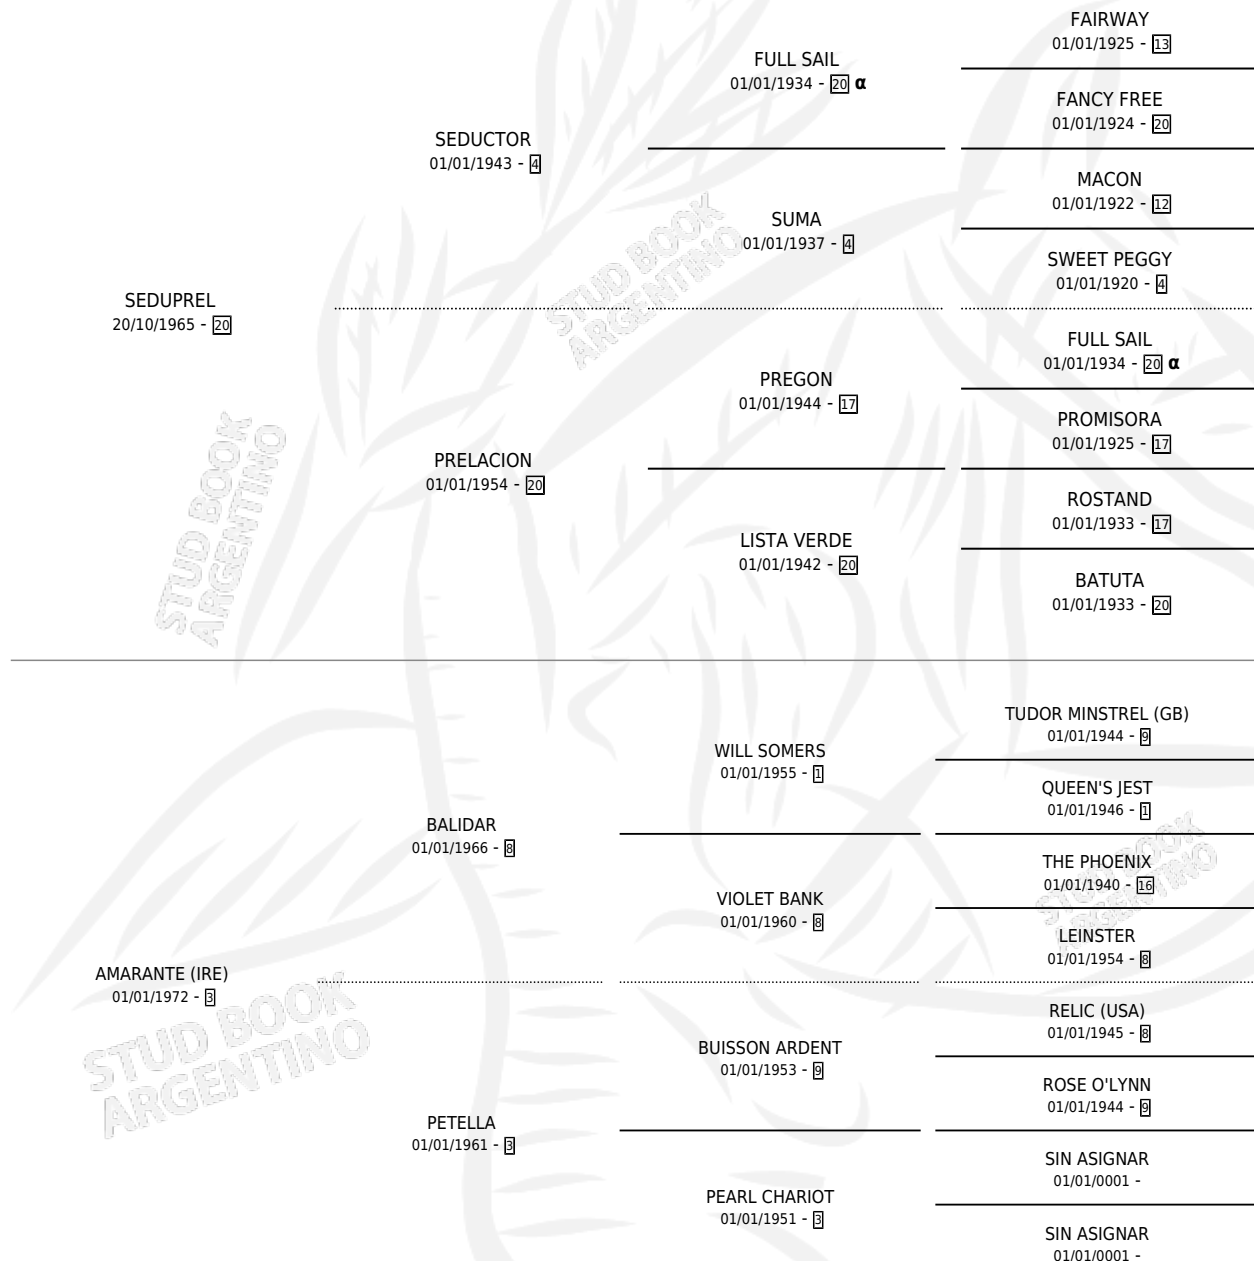 FAIRWAY
01/01/1925 - 13
FULL SAIL
01/01/1934 - 20 α
FANCY FREE
01/01/1924 - 20
SEDUCTOR
01/01/1943 - 4
MACON
01/01/1922 - 12
SUMA
01/01/1937 - 4
SWEET PEGGY
01/01/1920 - 4
SEDUPREL
20/10/1965 - 20
FULL SAIL
01/01/1934 - 20 α
PREGON
01/01/1944 - 17
PROMISORA
01/01/1925 - 17
PRELACION
01/01/1954 - 20
ROSTAND
01/01/1933 - 17
LISTA VERDE
01/01/1942 - 20
BATUTA
01/01/1933 - 20
STUD BOOK
ARGENTINO
STUD BOOK
ARGENTINO
TUDOR MINSTREL (GB)
01/01/1944 - 9
WILL SOMERS
01/01/1955 - 1
QUEEN'S JEST
01/01/1946 - 1
BALIDAR
01/01/1966 - 8
THE PHOENIX
01/01/1940 - 16
VIOLET BANK
01/01/1960 - 8
LEINSTER
01/01/1954 - 8
AMARANTE (IRE)
01/01/1972 - 3
RELIC (USA)
01/01/1945 - 8
BUISSON ARDENT
01/01/1953 - 9
ROSE O'LYNN
01/01/1944 - 9
PETELLA
01/01/1961 - 3
SIN ASIGNAR
01/01/0001 -
PEARL CHARIOT
01/01/1951 - 3
SIN ASIGNAR
01/01/0001 -
STUD BOOK
ARGENTINO
STUD BOOK
ARGENTINO